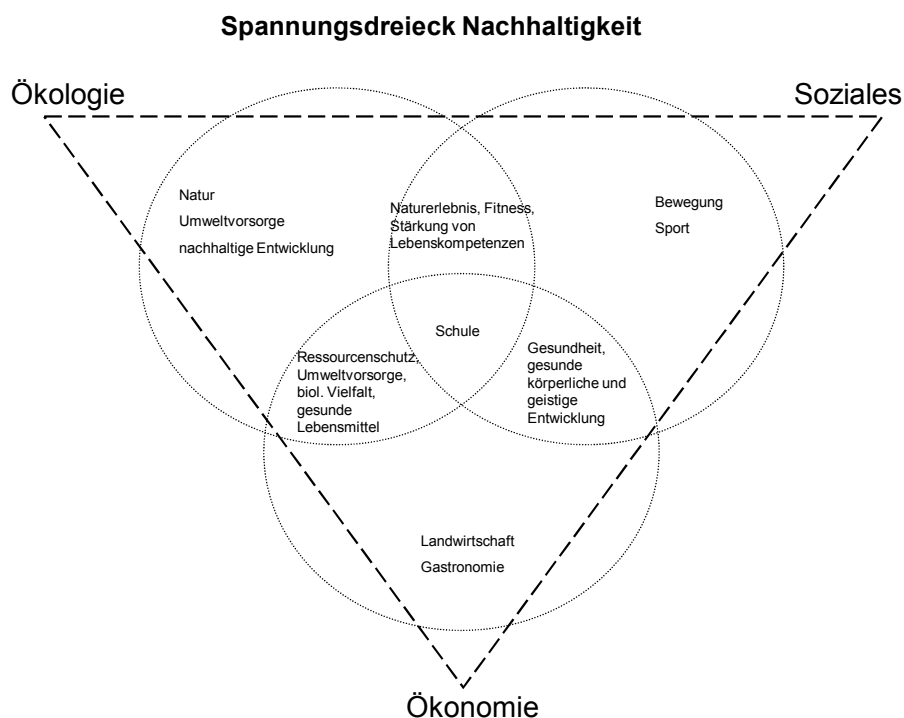 Spannungsdreieck Nachhaltigkeit
Ökologie
Soziales
Natur
Umweltvorsorge
nachhaltige Entwicklung
Naturerlebnis, Fitness,
Stärkung von
Lebenskompetenzen
Bewegung
Sport
Schule
Ressourcenschutz,
Umweltvorsorge,
biol. Vielfalt,
gesunde
Lebensmittel
Gesundheit,
gesunde
körperliche und
geistige
Entwicklung
Landwirtschaft
Gastronomie
Ökonomie